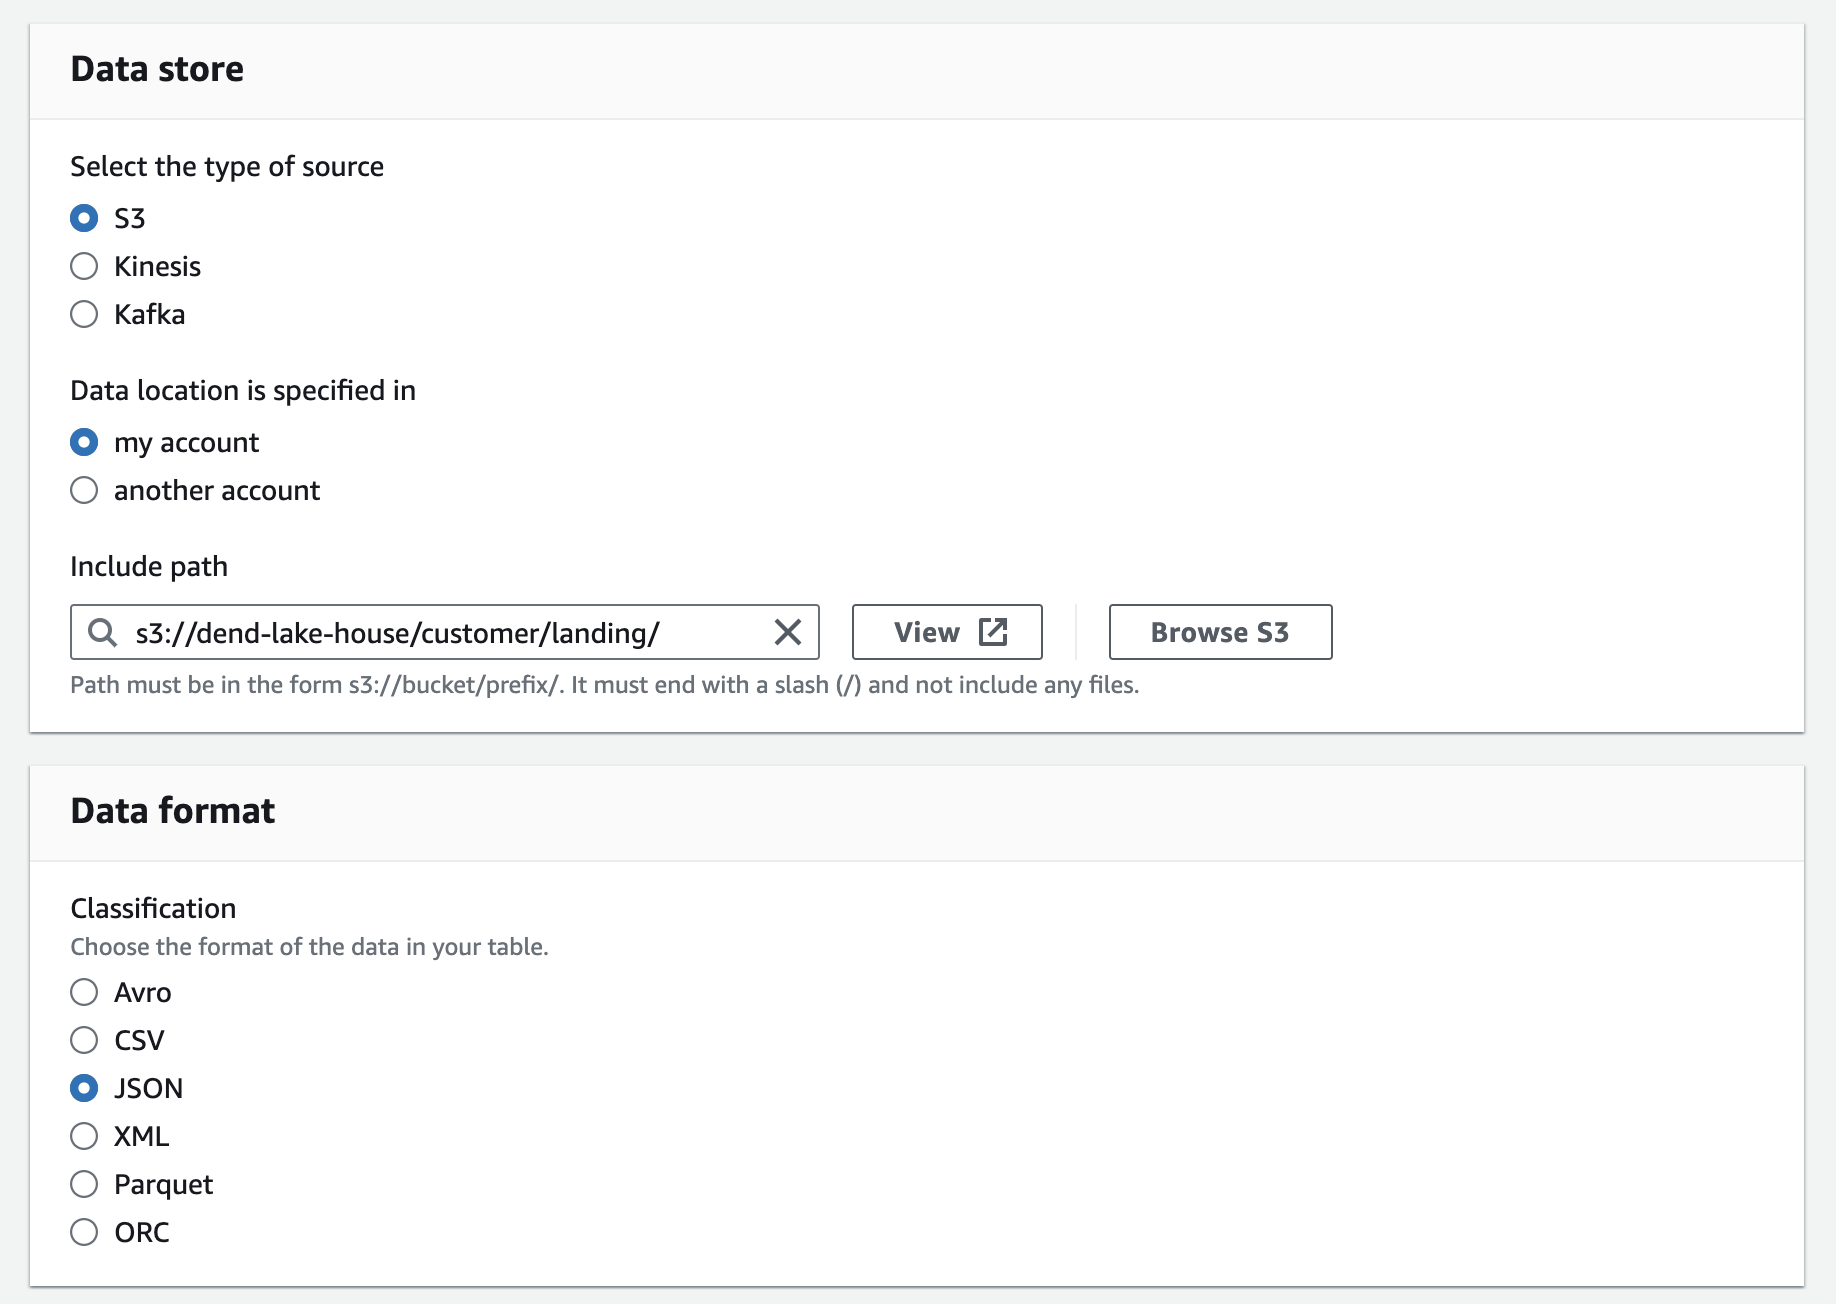 Data store
Select the type of source
S3
Kinesis
Kafka
Data location is specified in
my account
another account
Include path
s3://dend-lake-house/customer/landing/
View
Browse S3
Path must be in the form s3://bucket/prefix/. It must end with a slash (/) and not include any files.
Data format
Classification
Choose the format of the data in your table.
Avro
CSV
JSON
XML
Parquet
ORC